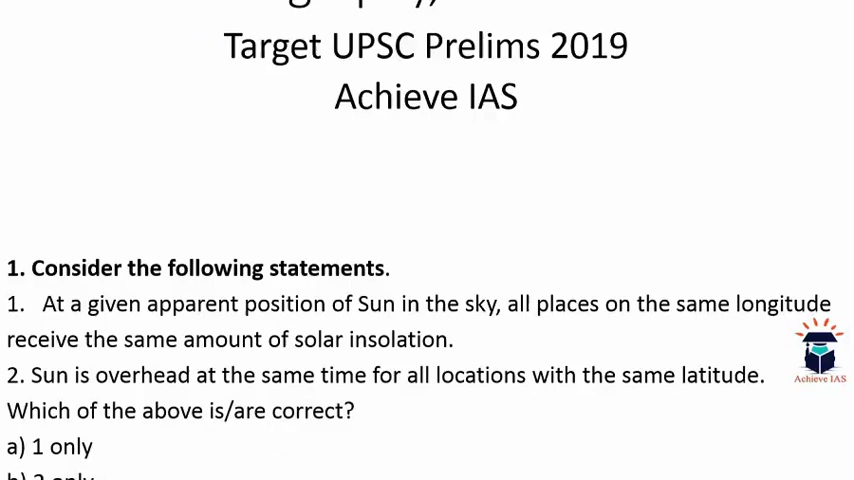 Target UPSC Prelims 2019
Achieve IAS
1. Consider the following statements.
1. At a given apparent position of Sun in the sky, all places on the same longitude
receive the same amount of solar insolation.
2. Sun is overhead at the same time for all locations with the same latitude.
Achieve IAS
Which of the above is/are correct?
a) 1 only